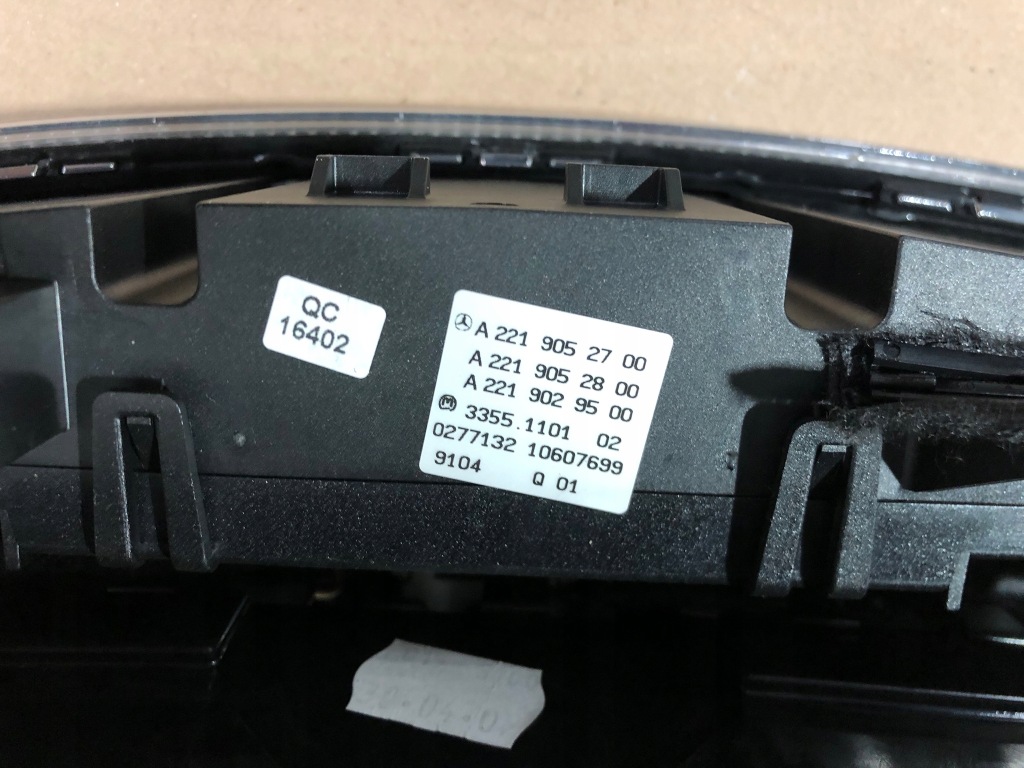 QC
16402
A 221 905 27 00
A 221 905 28 00
A 221 902 95 00
M 3355.1101 02
0277132 10607699
9104 Q 01